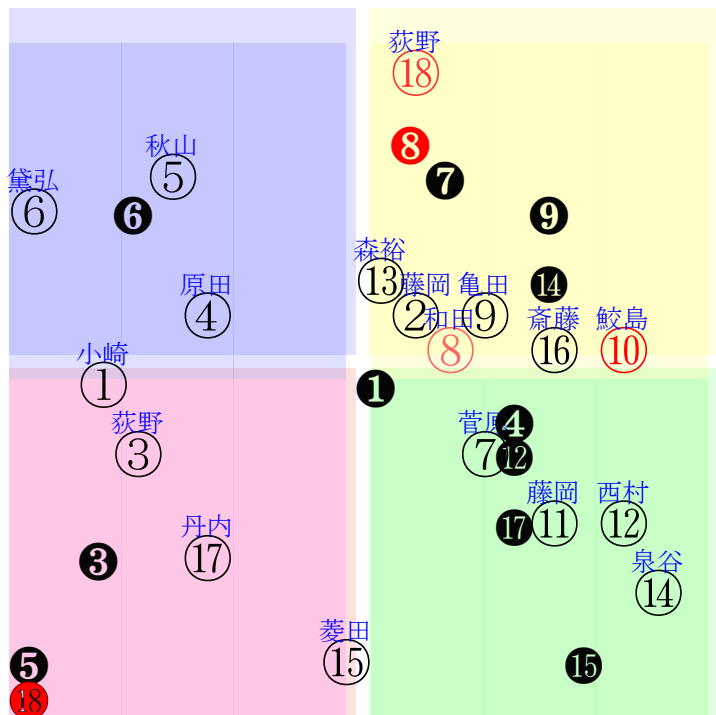 荻野
⑱
❽
秋山
⑤
❼
黛弘
⑥
❻
❾
森裕
⑬
原田
④
藤岡
②
亀田
⑨
⓮
和田
⑧
斎藤
⑯
鮫島
⑩
小崎
①
❶
荻野
③
菅原
⑦
❹
⓬
藤岡
⑪
西村
⑫
⓱
丹内
⑰
❸
泉谷
⑭
菱田
⑮
❺
⓯
⓲